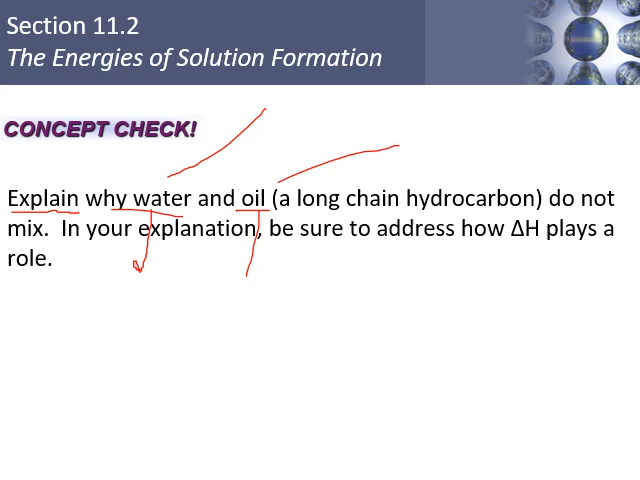 Section 11.2
The Energies of Solution Formation
CONCEPT CHECK!
Explain why water and oil (a long chain hydrocarbon) do not
mix.  In your explanation, be sure to address how ΔH plays a
role.